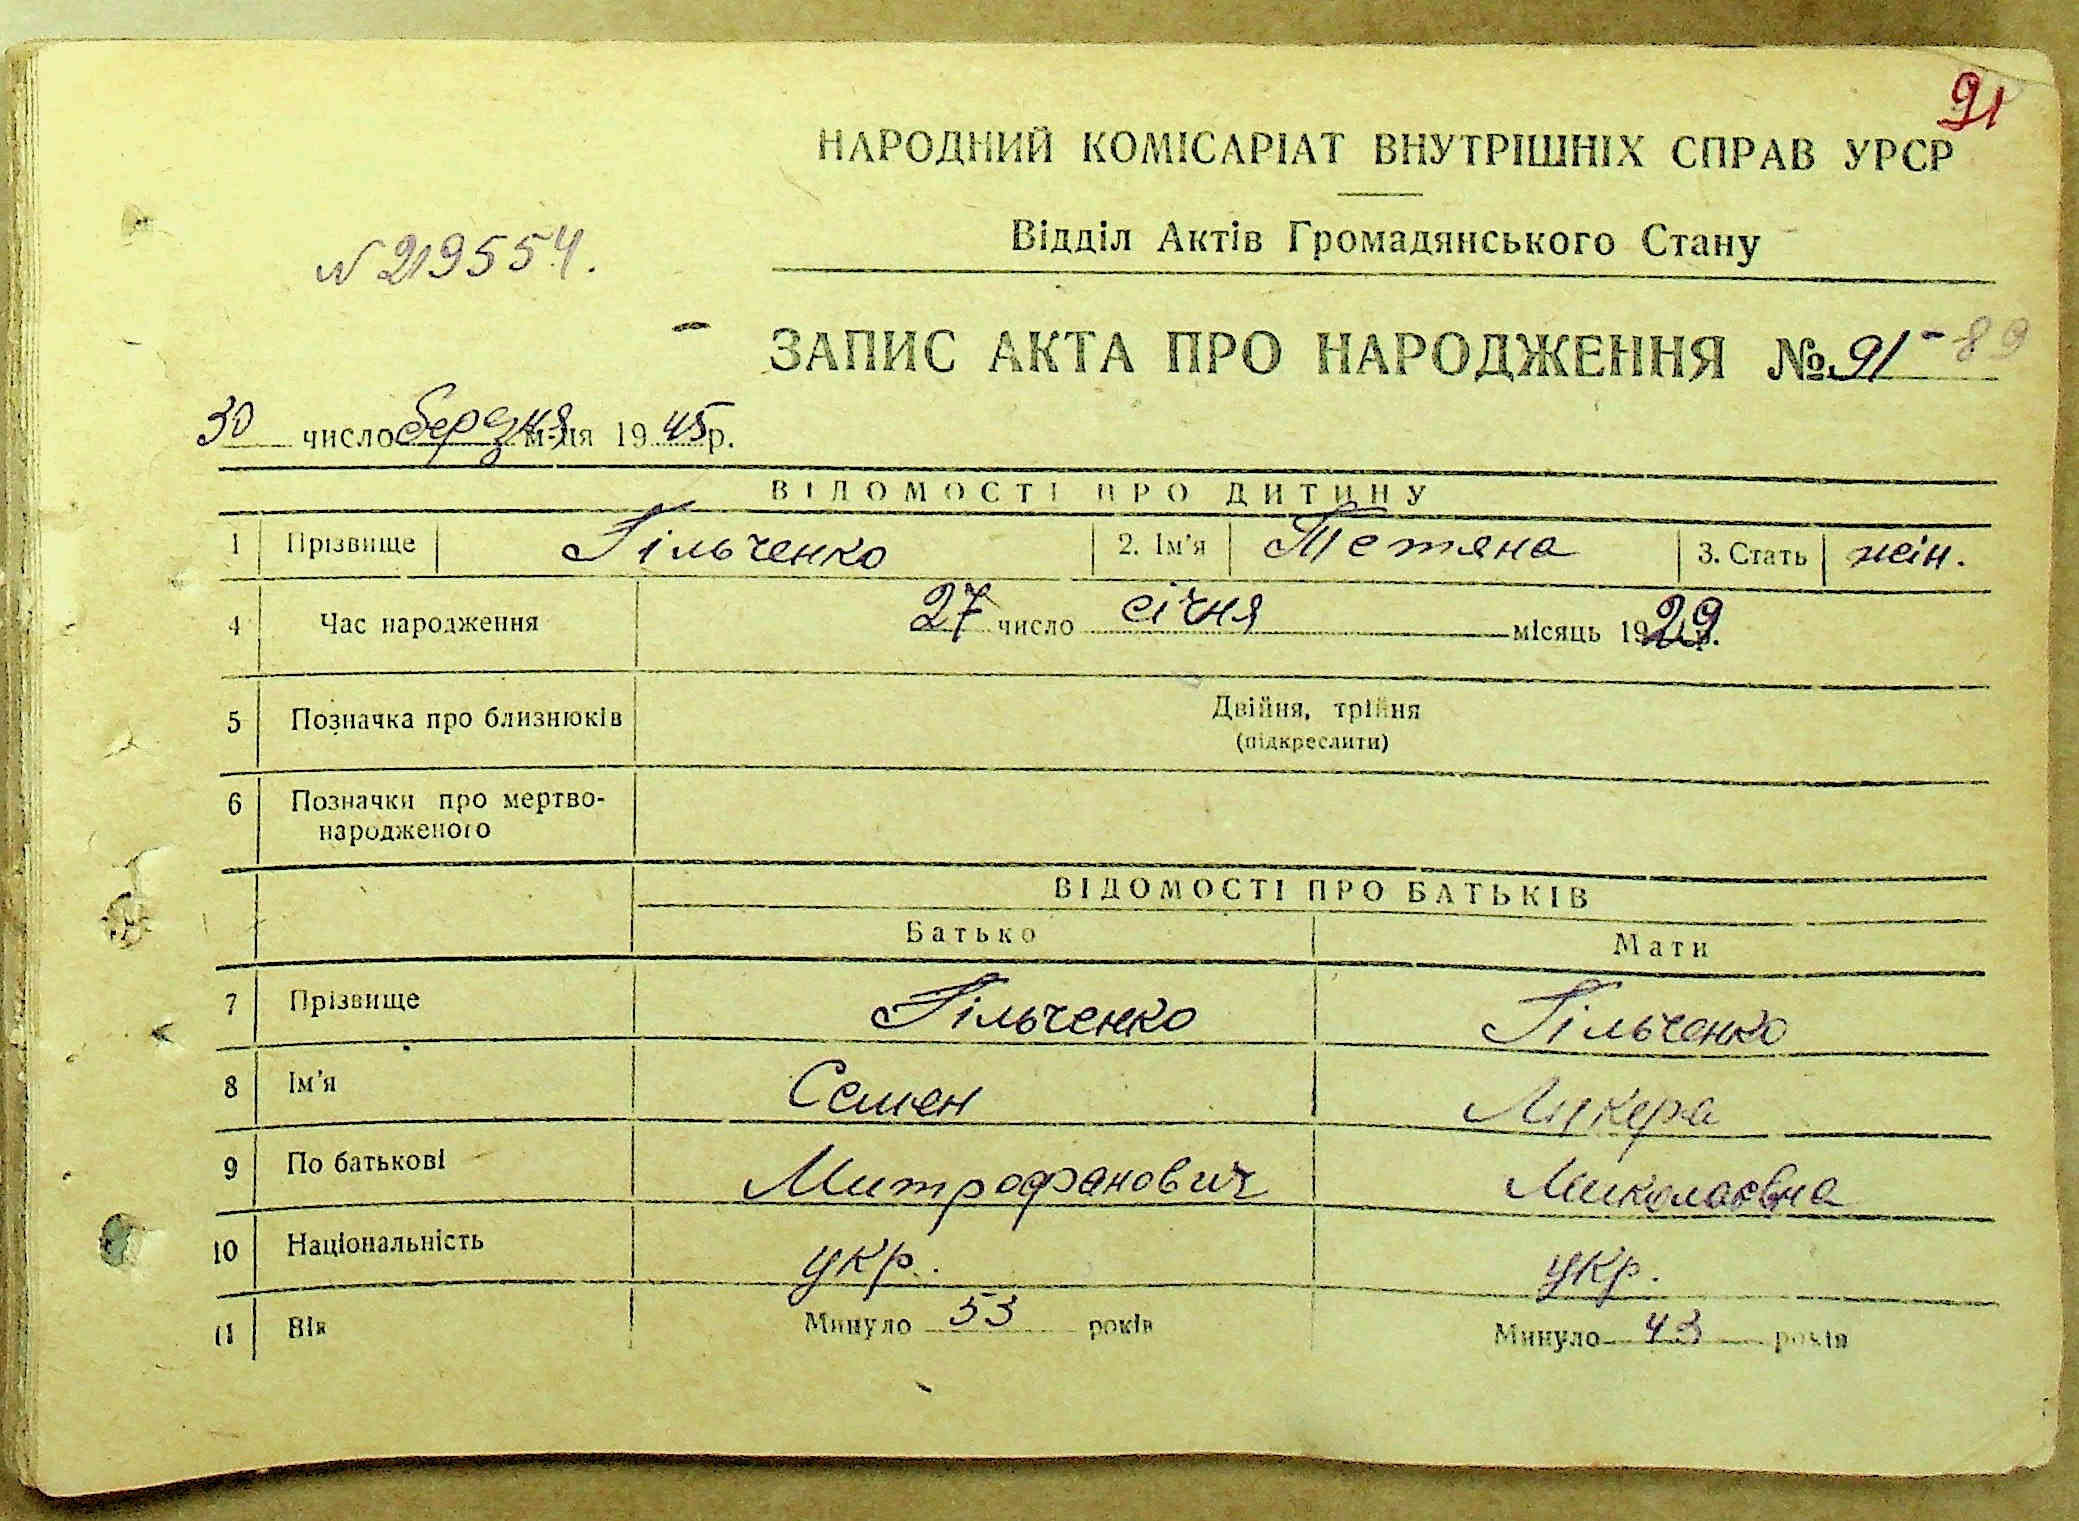 91
НАРОДНИЙ КОМІСАРІАТ ВНУТРІШНІХ СПРАВ УРСР
Відділ Актів Громадянського Стану
N 219554.
ЗАПИС АКТА ПРО НАРОДЖЕННЯ № 91 - 89
30 число березня м-ця 1945 р.
ВІДОМОСТІ ПРО ДИТИНУ
1 Прізвище Гільченко 2. Ім'я Тетяна 3. Стать жін.
4 Час народження 27 число січня місяць 1929 р.
5 Позначка про близнюків Двійня, трійня
(підкреслити)
6 Позначки про мертво-
народженого
ВІДОМОСТІ ПРО БАТЬКІВ
Батько Мати
7 Прізвище Гільченко Гільченко
8 Ім'я Семен Ликера
9 По батькові Митрофанович Миколаєвна
10 Національність укр. укр.
11 Вік Минуло 53 років Минуло 43 років